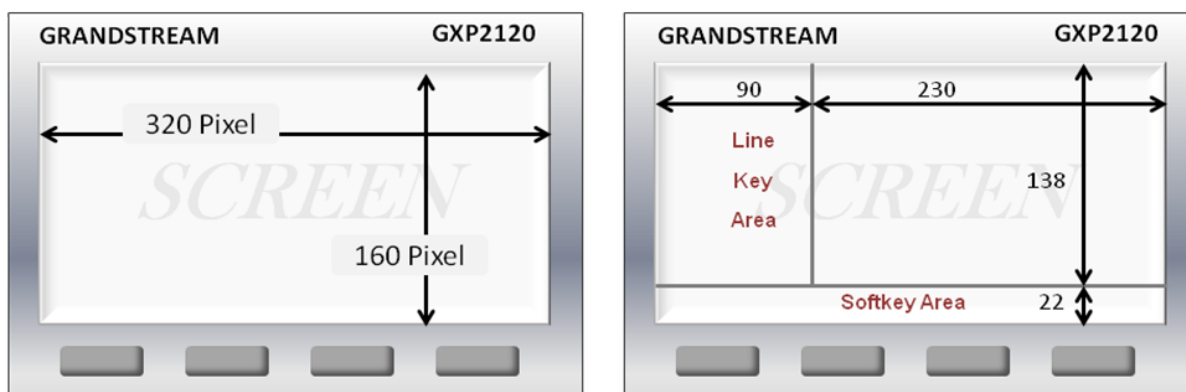 GRANDSTREAM GXP2120
320 Pixel
SCREEN
160 Pixel
GRANDSTREAM GXP2120
90 230
Line
Key
Area
SCREEN
138
Softkey Area 22